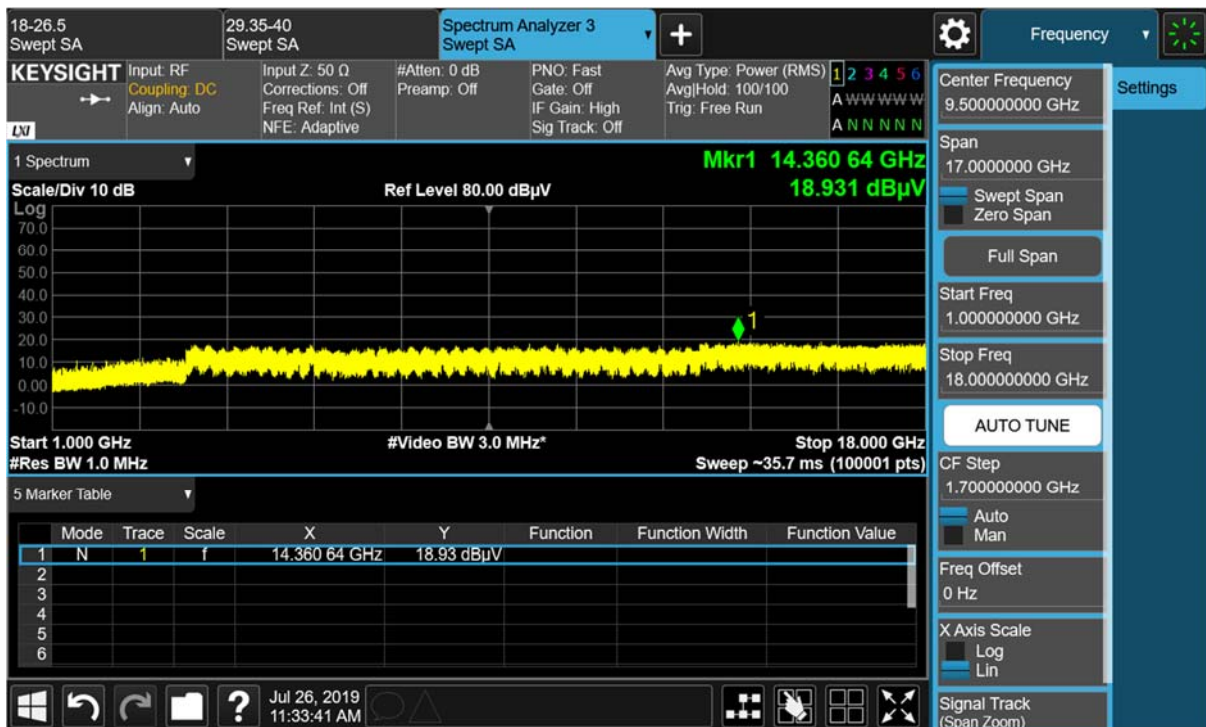 18-26.5
Swept SA
29.35-40
Swept SA
Spectrum Analyzer 3
Swept SA
Frequency
KEYSIGHT
LXI
Input: RF
Coupling: DC
Align: Auto
Input Z: 50 Ω
Corrections: Off
Freq Ref: Int (S)
NFE: Adaptive
#Atten: 0 dB
Preamp: Off
PNO: Fast
Gate: Off
IF Gain: High
Sig Track: Off
Avg Type: Power (RMS)
Avg|Hold: 100/100
Trig: Free Run
1 2 3 4 5 6
A W W W W W
A N N N N N
1 Spectrum
Mkr1 14.360 64 GHz
Scale/Div 10 dB
Ref Level 80.00 dBµV
18.931 dBµV
Log
70.0
60.0
50.0
40.0
30.0
20.0
10.0
0.00
-10.0
1
Start 1.000 GHz
#Video BW 3.0 MHz*
Stop 18.000 GHz
#Res BW 1.0 MHz
Sweep ~35.7 ms (100001 pts)
5 Marker Table
Mode Trace Scale X Y Function Function Width Function Value
1 N 1 f 14.360 64 GHz 18.93 dBµV
2
3
4
5
6
?
Jul 26, 2019
11:33:41 AM
Center Frequency
9.500000000 GHz
Span
17.0000000 GHz
Swept Span
Zero Span
Full Span
Start Freq
1.000000000 GHz
Stop Freq
18.000000000 GHz
AUTO TUNE
CF Step
1.700000000 GHz
Auto
Man
Freq Offset
0 Hz
X Axis Scale
Log
Lin
Signal Track
(Span Zoom)
Settings